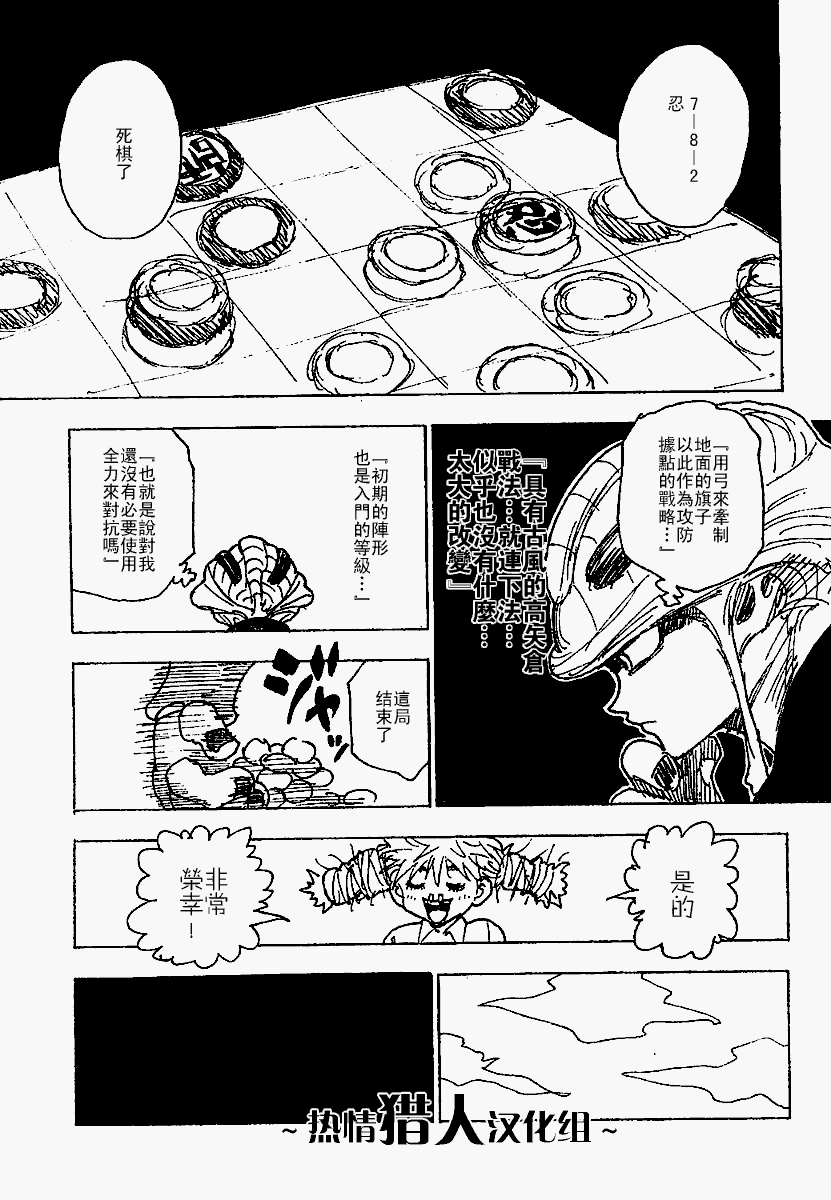 7—8—2
忍
死棋了
「用弓來牽制
地面的旗子
以此作為攻防
據點的戰略…」
『具有古風的高矢倉
戰法…就連下法…
似乎也沒有什麼…
太大的改變』
「初期的陣形
也是入門的等級…」
「也就是說對我
還沒有必要使用
全力來對抗嗎」
這局
结束了
ジャッ
是的
非常
榮幸！
~热情猎人汉化组~